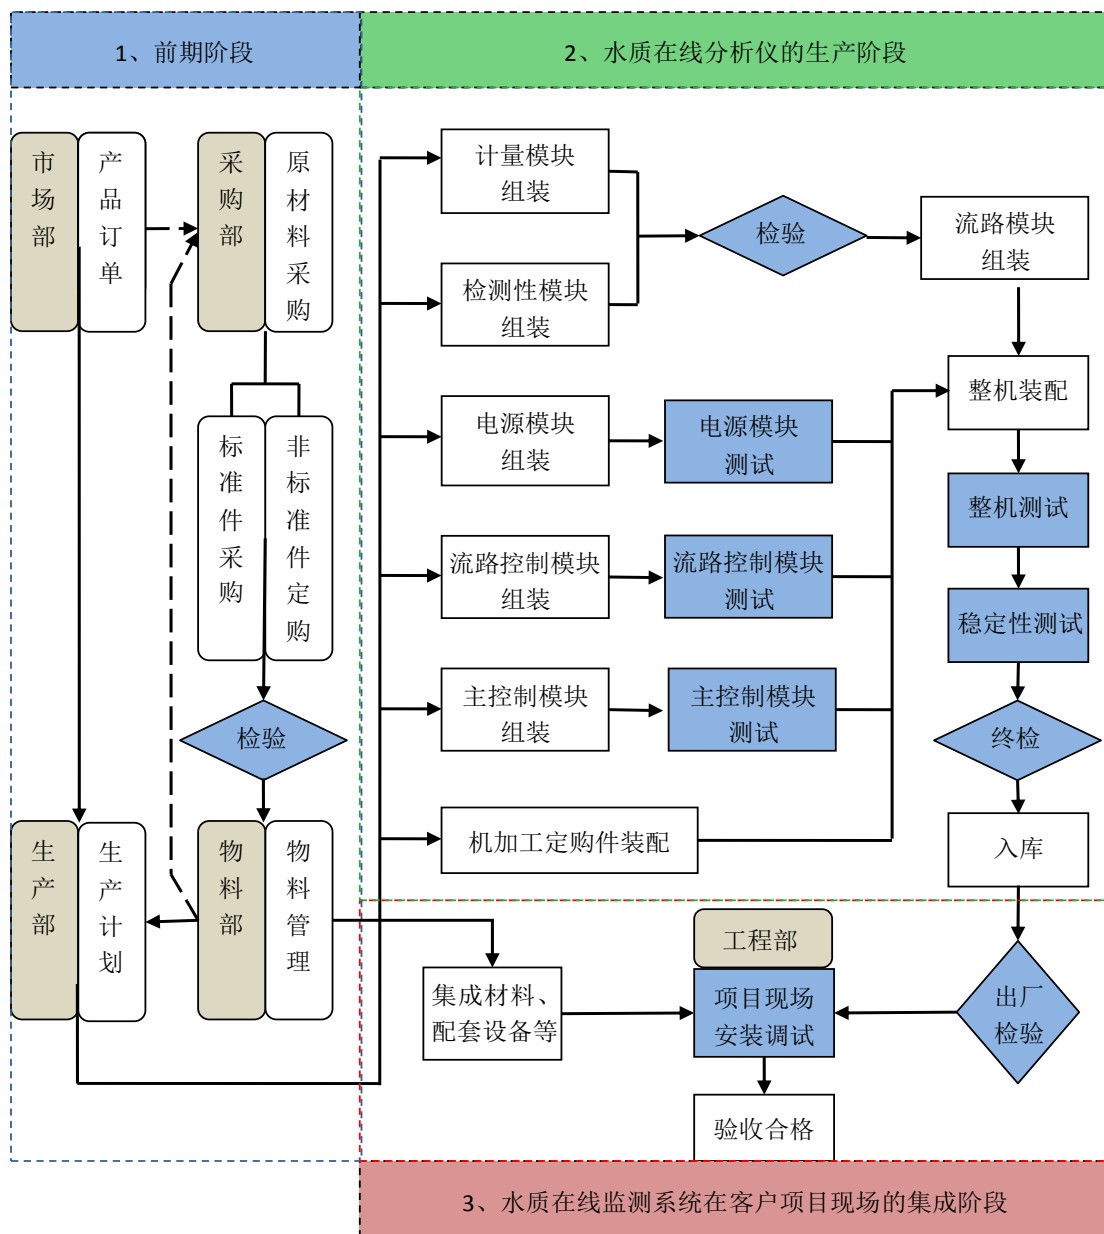 1、前期阶段
2、水质在线分析仪的生产阶段
市场部
产品订单
采购部
原材料采购
标准件采购
非标准件定购
检验
生产部
生产计划
物料部
物料管理
计量模块
组装
检测性模块
组装
检验
流路模块
组装
电源模块
组装
电源模块
测试
流路控制模块
组装
流路控制模块
测试
主控制模块
组装
主控制模块
测试
机加工定购件装配
整机装配
整机测试
稳定性测试
终检
入库
出厂
检验
集成材料、
配套设备等
工程部
项目现场
安装调试
验收合格
3、水质在线监测系统在客户项目现场的集成阶段